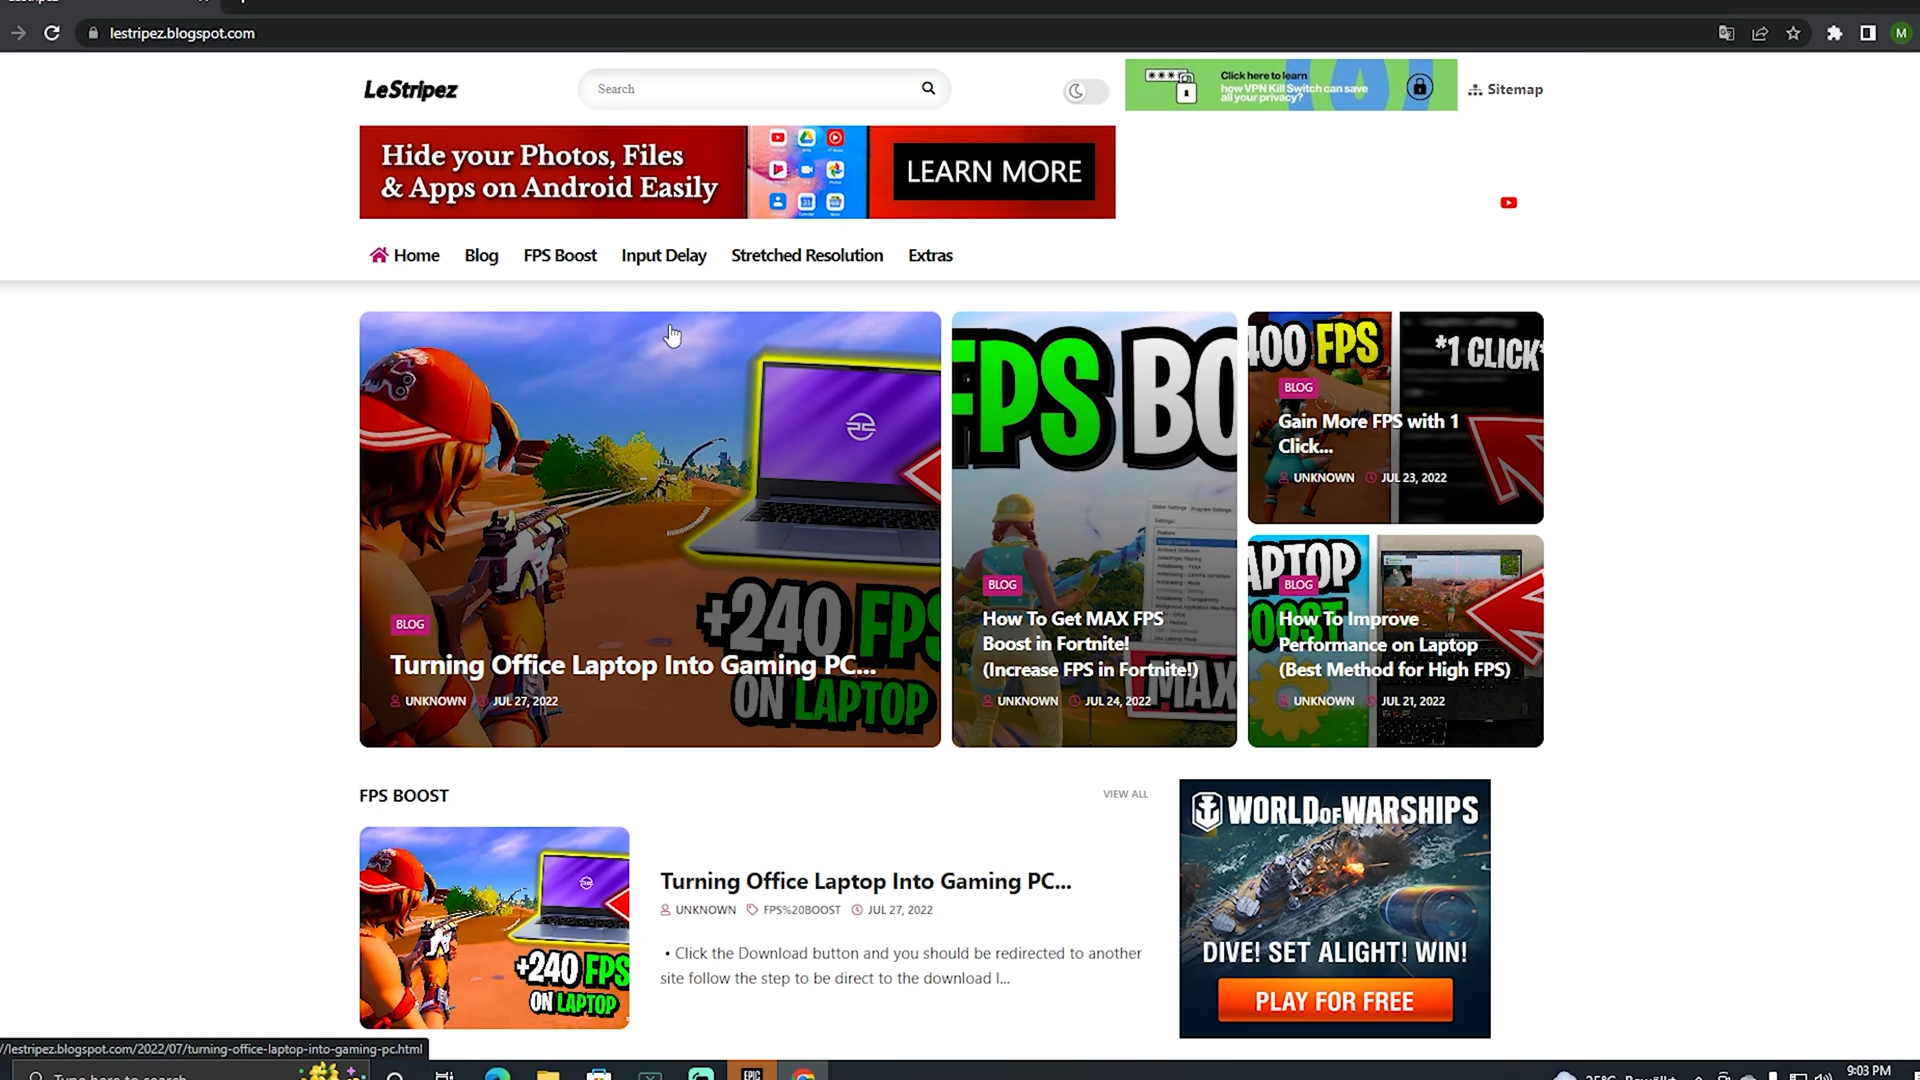 lestripez.blogspot.com
M
LeStripez
Search
Click here to learn
how VPN Kill Switch can save
all your privacy?
Sitemap
Hide your Photos, Files
& Apps on Android Easily
LEARN MORE
Home
Blog
FPS Boost
Input Delay
Stretched Resolution
Extras
+240 FPS
ON LAPTOP
BLOG
Turning Office Laptop Into Gaming PC...
UNKNOWN
JUL 27, 2022
FPS BO
BLOG
How To Get MAX FPS
Boost in Fortnite!
(Increase FPS in Fortnite!)
UNKNOWN
JUL 24, 2022
MAX
400 FPS
*1 CLICK*
BLOG
Gain More FPS with 1
Click...
UNKNOWN
JUL 23, 2022
APTOP
BLOG
How To Improve
Performance on Laptop
(Best Method for High FPS)
UNKNOWN
JUL 21, 2022
FPS BOOST
VIEW ALL
+240 FPS
ON LAPTOP
Turning Office Laptop Into Gaming PC...
UNKNOWN
FPS%20BOOST
JUL 27, 2022
• Click the Download button and you should be redirected to another
site follow the step to be direct to the download l...
WORLD OF WARSHIPS
DIVE! SET ALIGHT! WIN!
PLAY FOR FREE
//lestripez.blogspot.com/2022/07/turning-office-laptop-into-gaming-pc.html
Type here to search
EPIC
25°C
9:03 PM